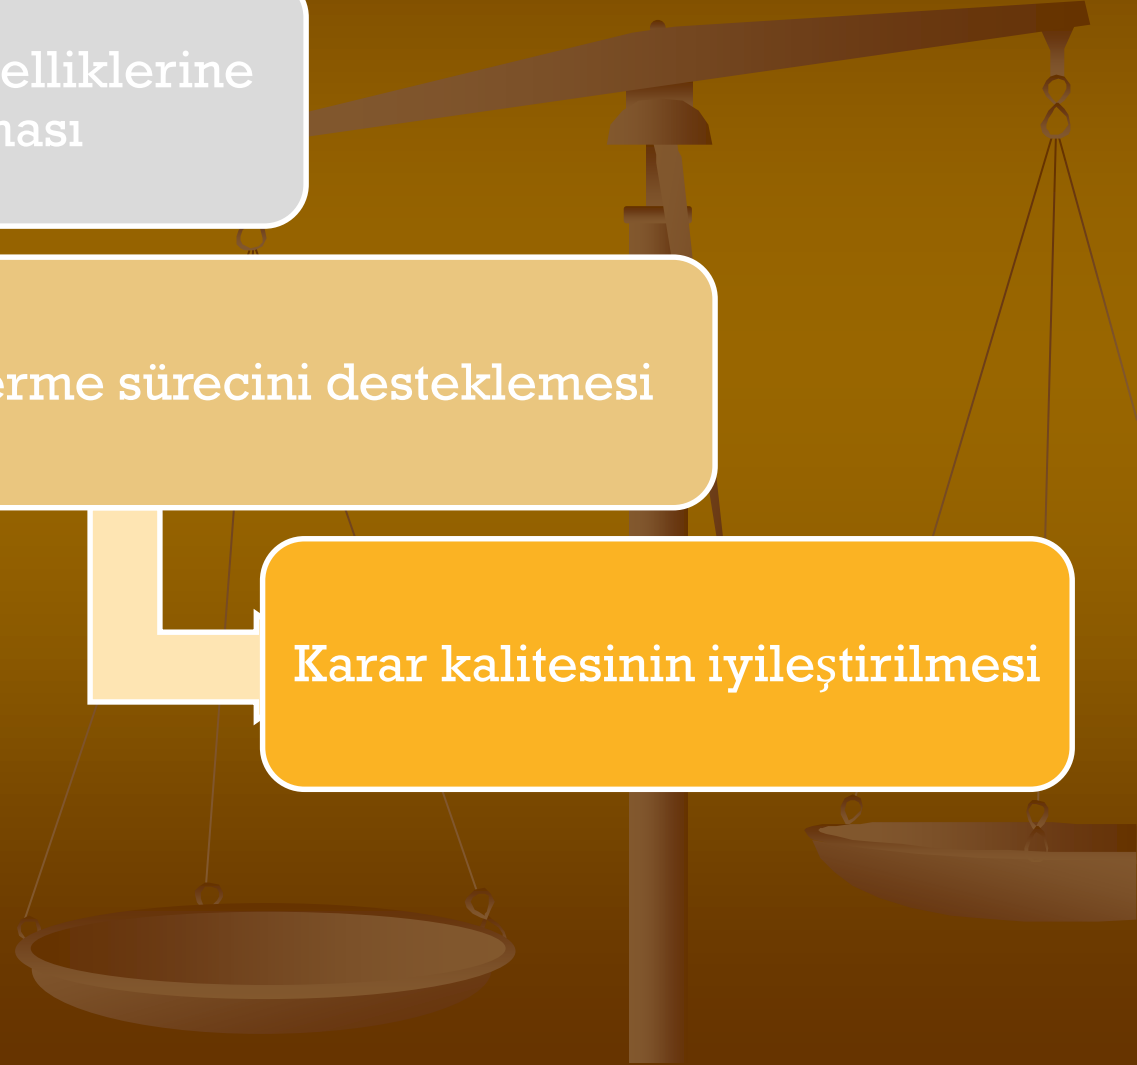 elliklerine
ması
erme sürecini desteklemesi
Karar kalitesinin iyileştirilmesi